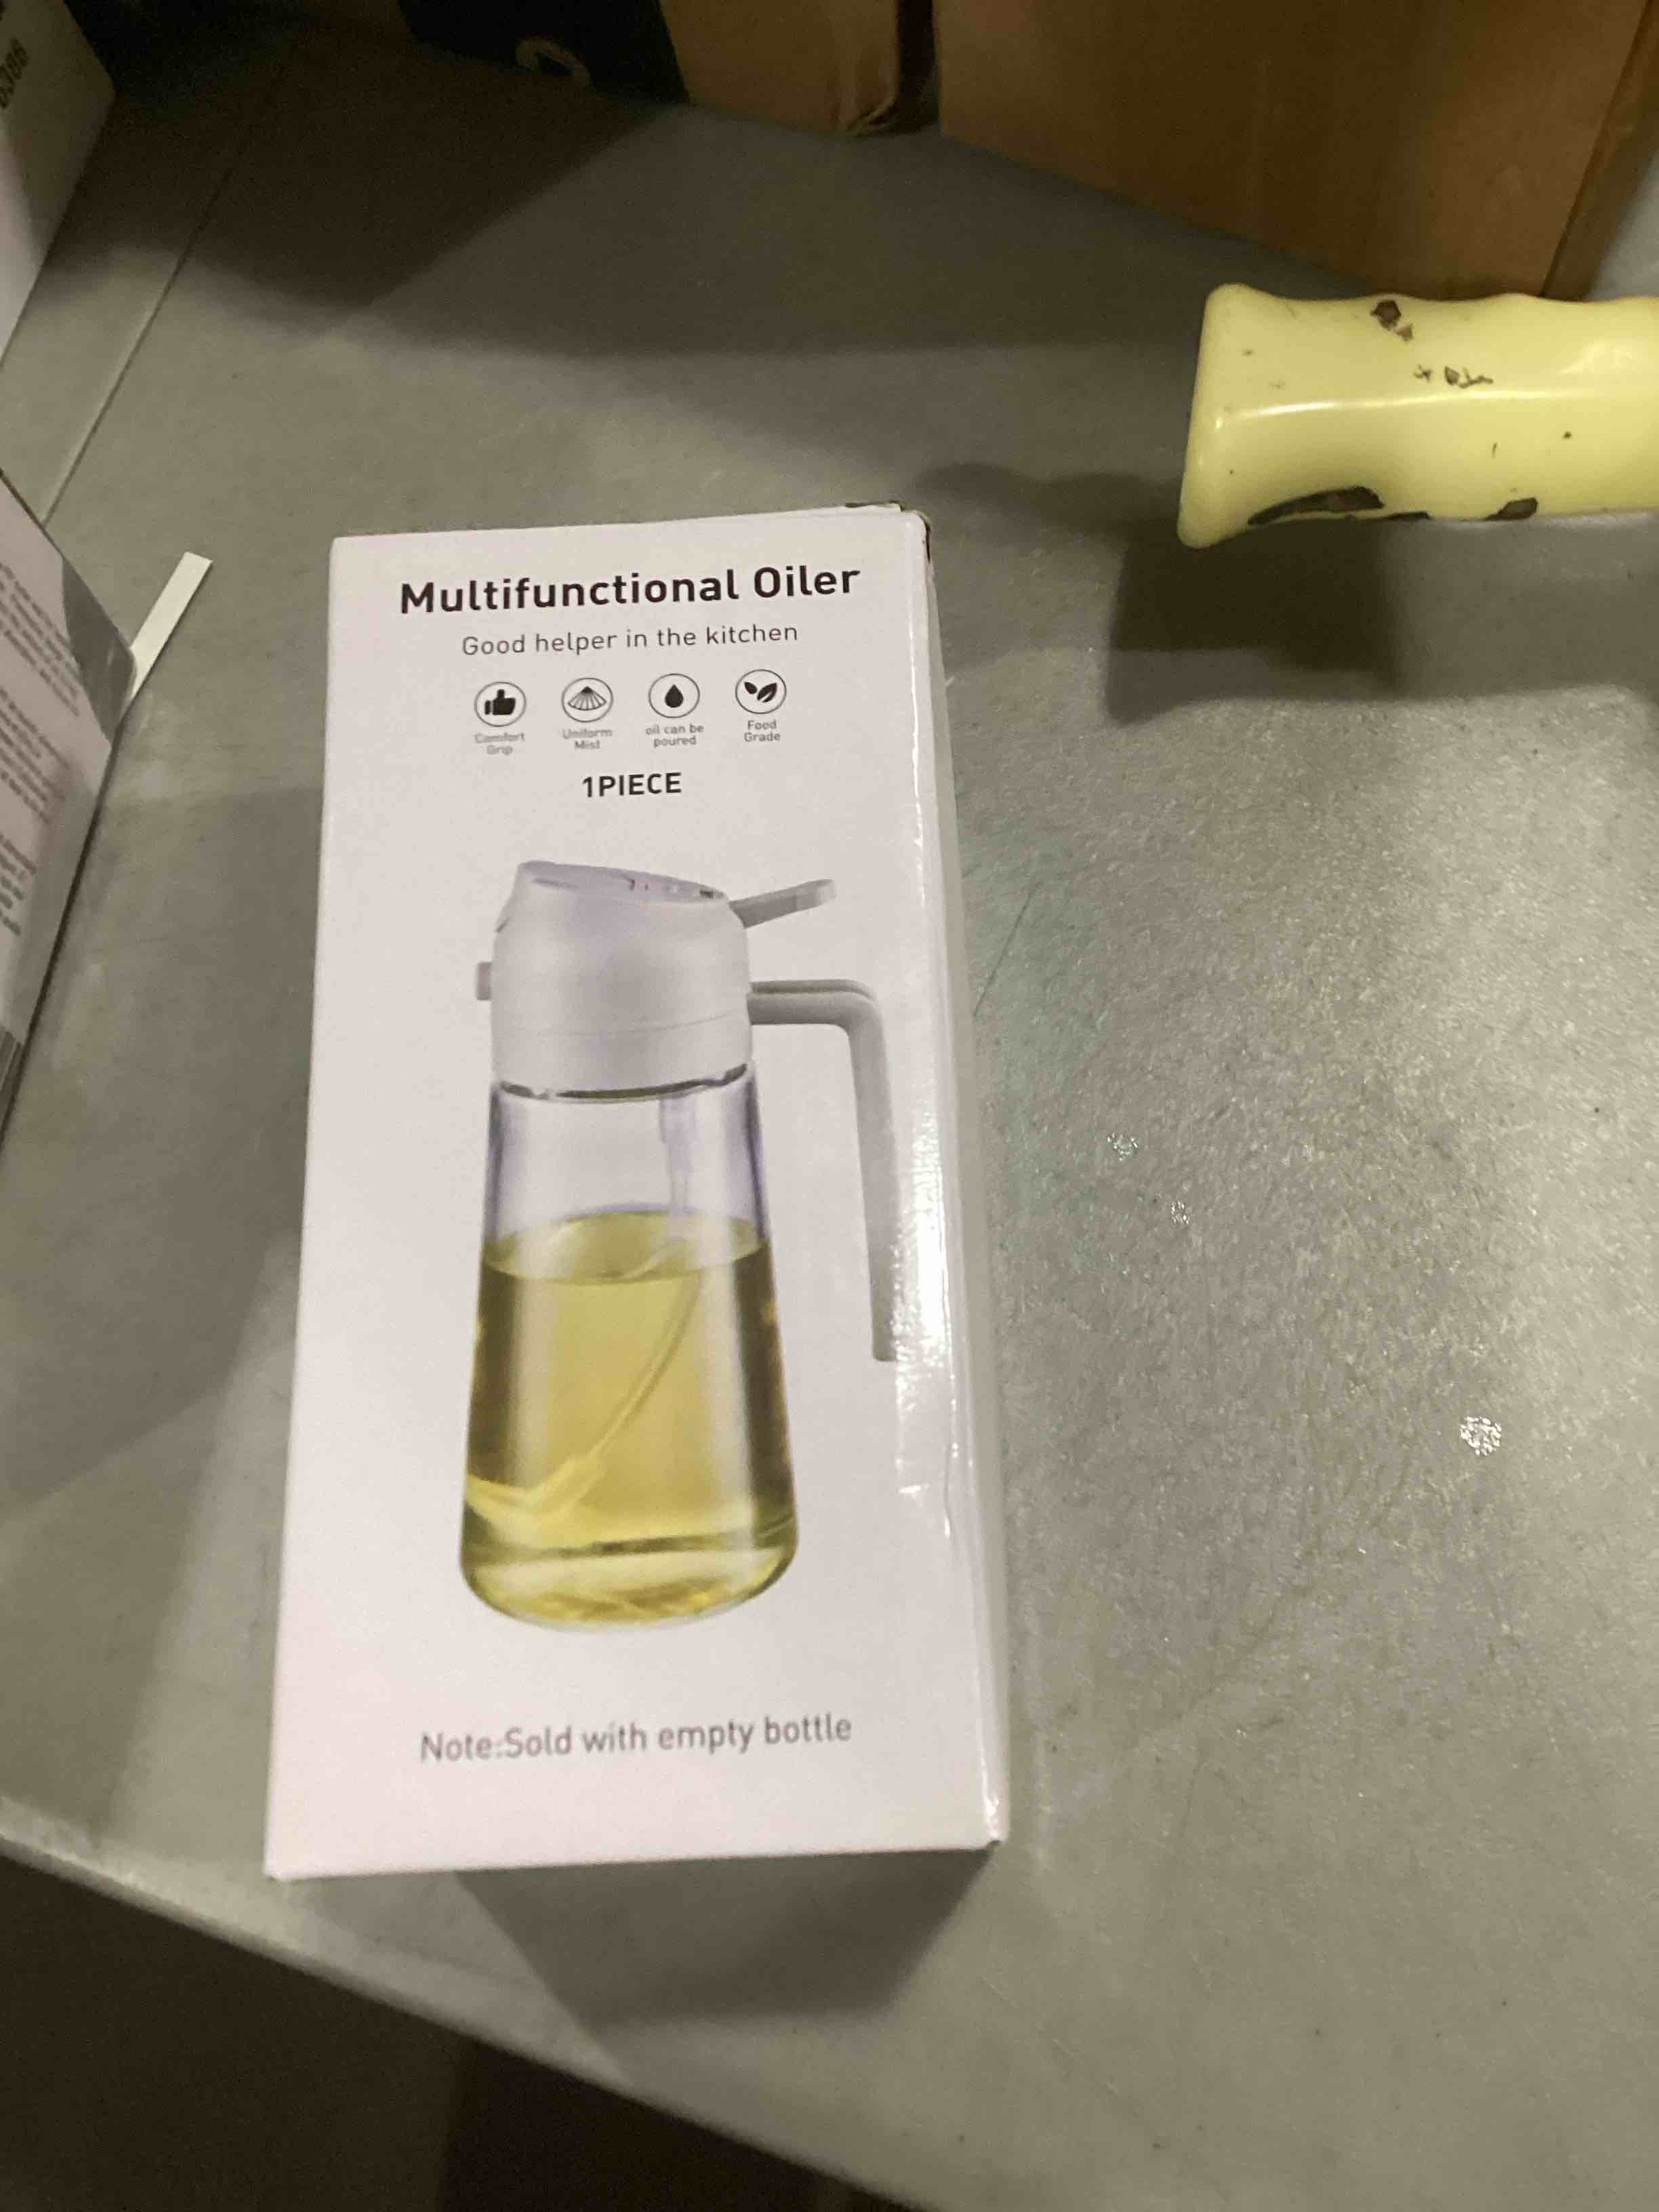 Multifunctional Oiler
Good helper in the kitchen
Comfort
Grip
Uniform
Mist
oil can be
poured
Food
Grade
1PIECE
Note:Sold with empty bottle